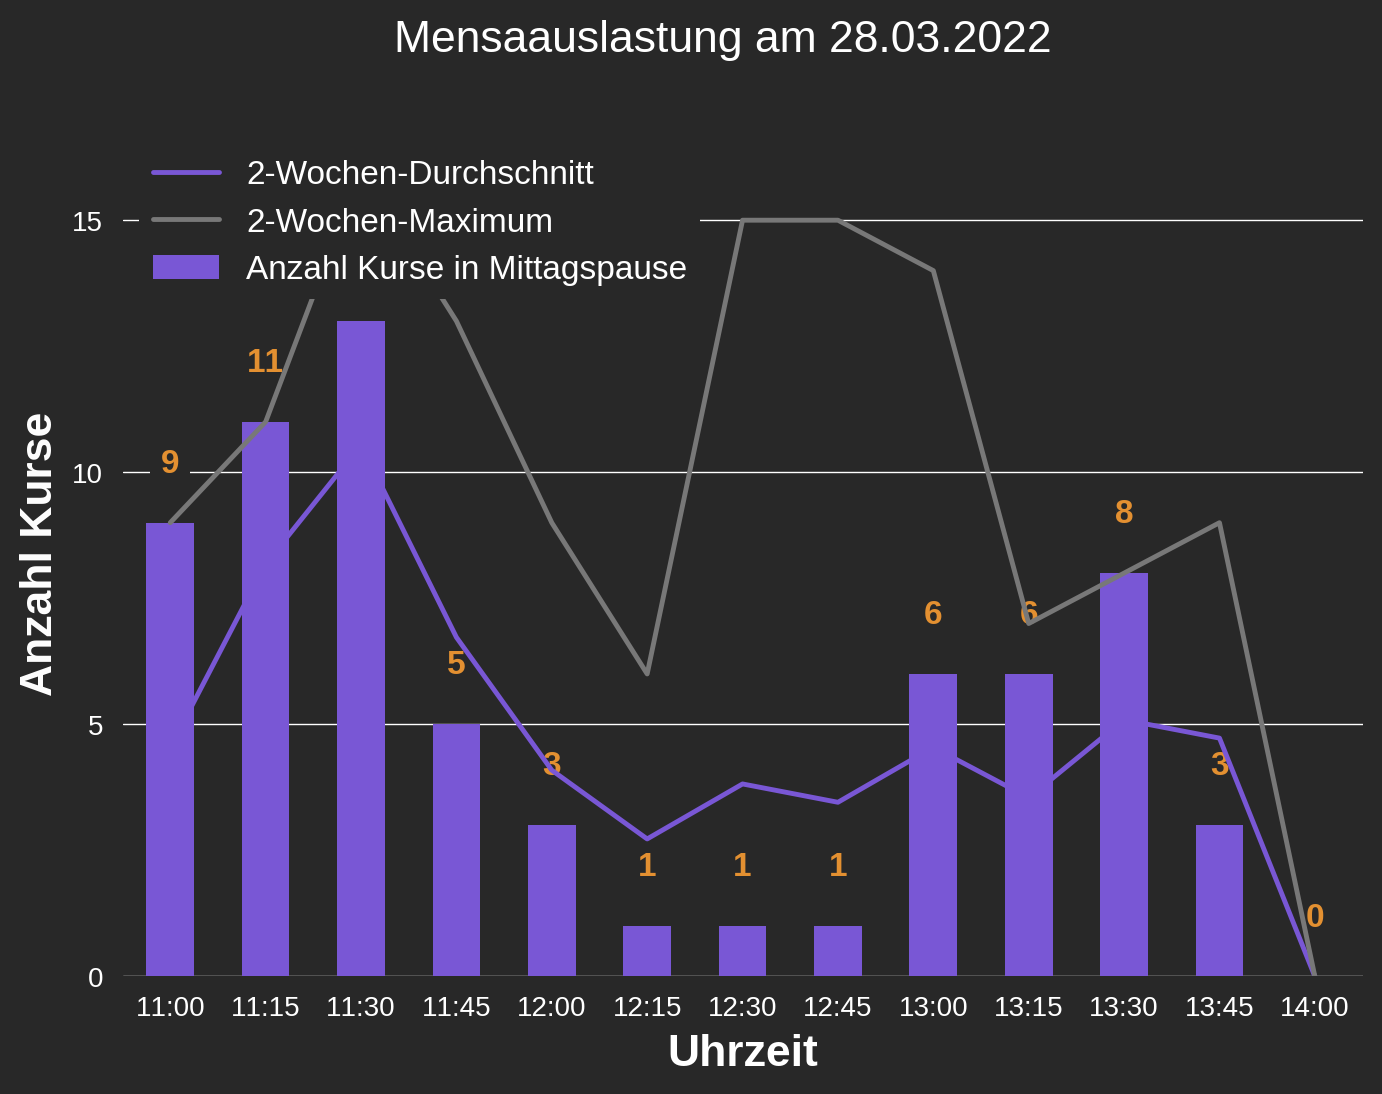 Mensaauslastung am 28.03.2022
2-Wochen-Durchschnitt
2-Wochen-Maximum
Anzahl Kurse in Mittagspause
15
10
5
0
Anzahl Kurse
9
11
5
3
1
1
1
6
6
8
3
0
11:00 11:15 11:30 11:45 12:00 12:15 12:30 12:45 13:00 13:15 13:30 13:45 14:00
Uhrzeit